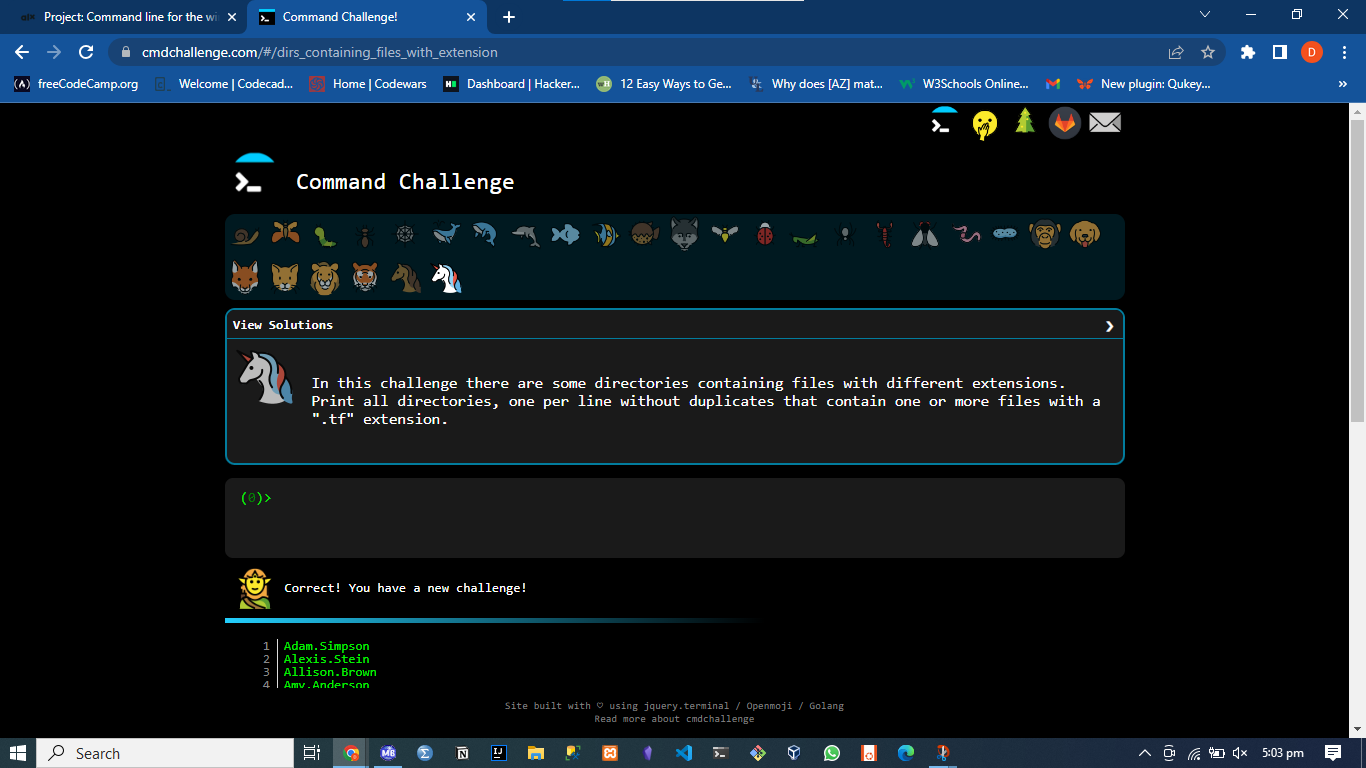 Project: Command line for the wi
Command Challenge!
cmdchallenge.com/#/dirs_containing_files_with_extension
D
freeCodeCamp.org
Welcome | Codecad...
Home | Codewars
Dashboard | Hacker...
12 Easy Ways to Ge...
Why does [AZ] mat...
W3Schools Online...
New plugin: Qukey...
Command Challenge
View Solutions
In this challenge there are some directories containing files with different extensions.
Print all directories, one per line without duplicates that contain one or more files with a
".tf" extension.
(0)>
Correct! You have a new challenge!
1 Adam.Simpson
2 Alexis.Stein
3 Allison.Brown
4 Amy.Anderson
Site built with ♡ using jquery.terminal / Openmoji / Golang
Read more about cmdchallenge
Search
5:03 pm